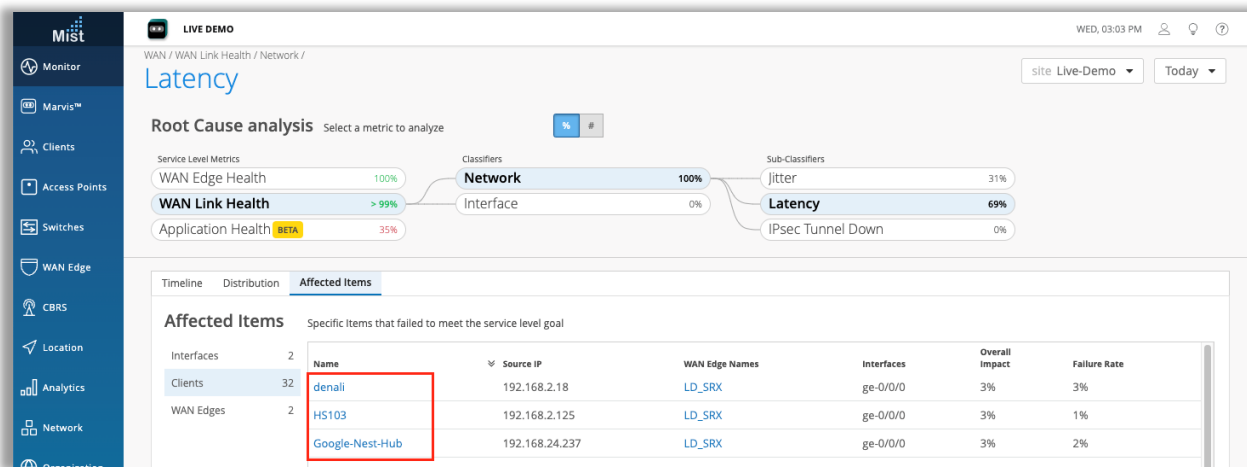 Mist
LIVE DEMO
WED, 03:03 PM
?
Monitor
Marvis™
Clients
Access Points
Switches
WAN Edge
CBRS
Location
Analytics
Network
Organization
WAN / WAN Link Health / Network /
Latency
site Live-Demo
Today
Root Cause analysis Select a metric to analyze
% #
Service Level Metrics Classifiers Sub-Classifiers
WAN Edge Health 100% Network 100% Jitter 31%
WAN Link Health > 99% Interface 0% Latency 69%
Application Health BETA 35% IPsec Tunnel Down 0%
Timeline Distribution Affected Items
Affected Items Specific Items that failed to meet the service level goal
Interfaces 2
Clients 32
WAN Edges 2
Name Source IP WAN Edge Names Interfaces Overall Impact Failure Rate
denali 192.168.2.18 LD_SRX ge-0/0/0 3% 3%
HS103 192.168.2.125 LD_SRX ge-0/0/0 3% 1%
Google-Nest-Hub 192.168.24.237 LD_SRX ge-0/0/0 3% 2%